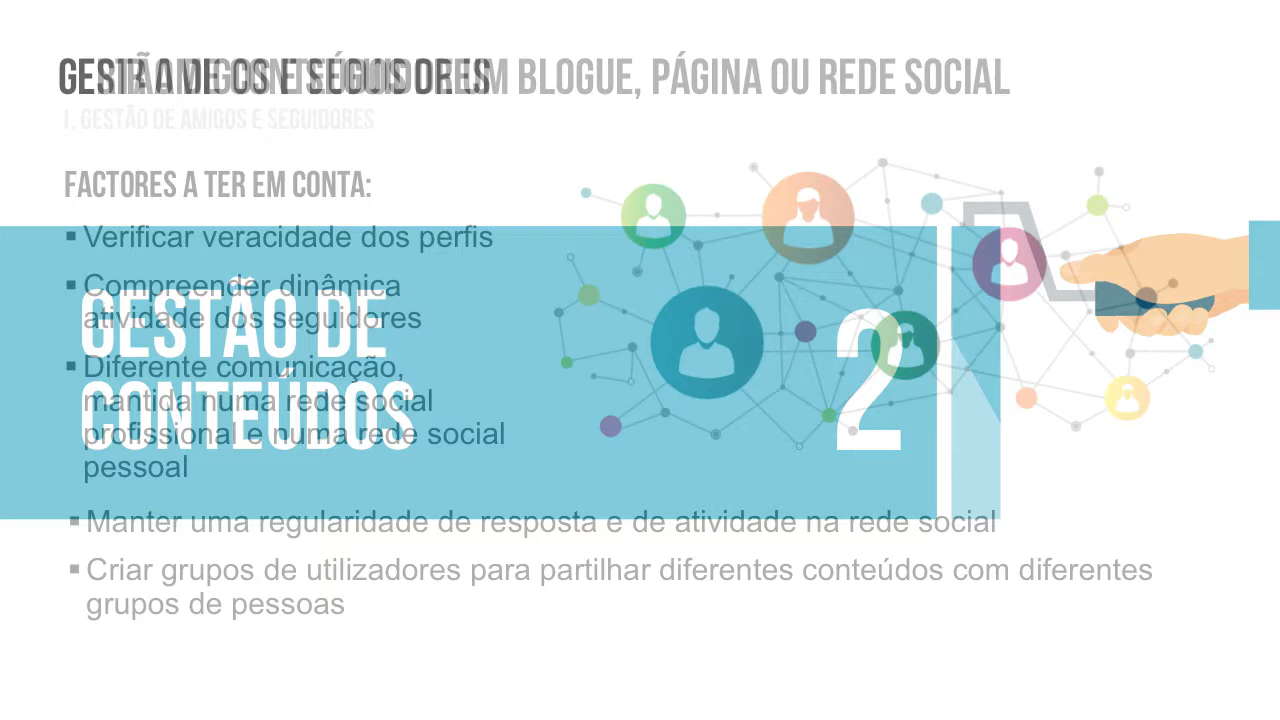 EM BLOGUE, PÁGINA OU REDE SOCIAL
I. GESTÃO DE AMIGOS E SEGUIDORES
FACTORES A TER EM CONTA:
▪ Verificar veracidade dos perfis
▪ Compreender dinâmica
atividade dos seguidores
▪ Diferente comunicação,
mantida numa rede social
profissional e numa rede social
pessoal
GESTÃO DE
CONTEÚDOS
2
▪ Manter uma regularidade de resposta e de atividade na rede social
▪ Criar grupos de utilizadores para partilhar diferentes conteúdos com diferentes
grupos de pessoas